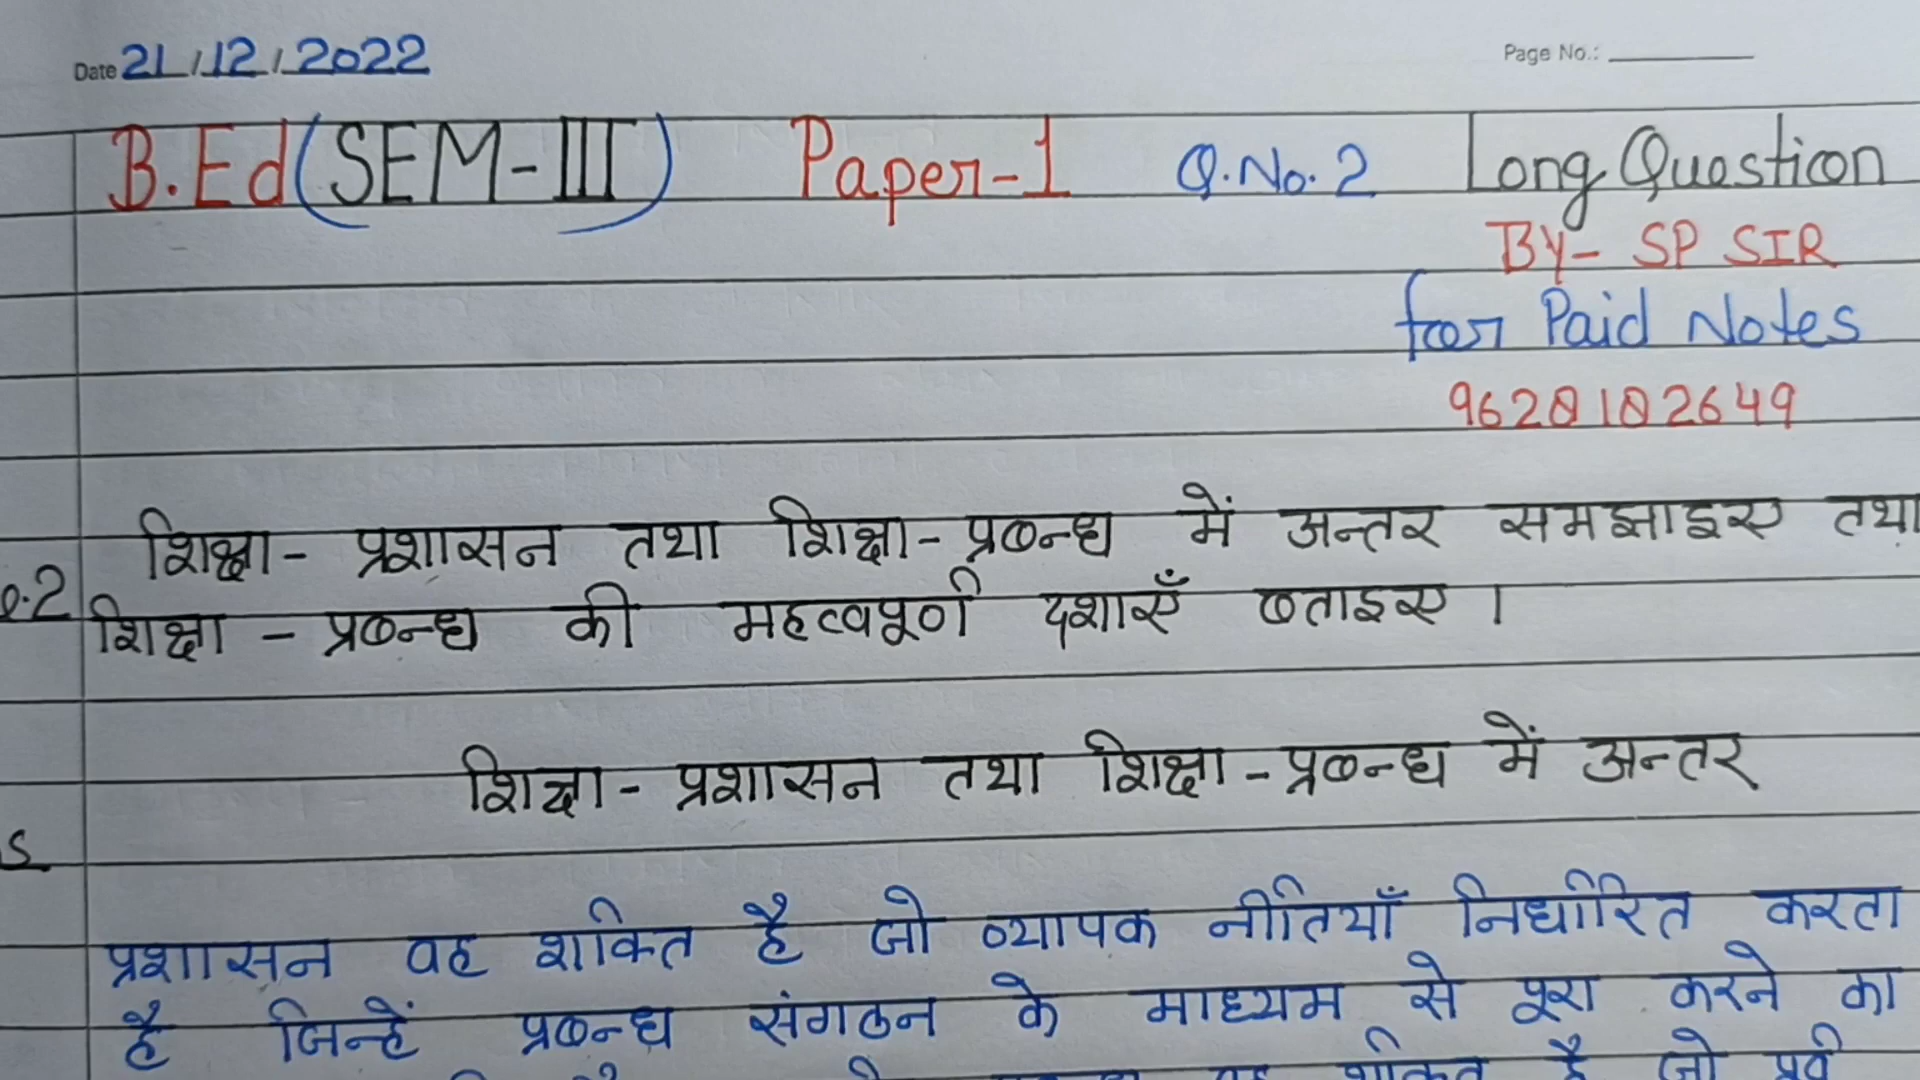 Date 21/12/2022
Page No.:
B.Ed (SEM-III) Paper-1 Q.No. 2 Long Question
BY- SP SIR
for Paid Notes
9628182649
शिक्षा - प्रशासन तथा शिक्षा - प्रबन्ध में अन्तर समझाइए तथा
.2 शिक्षा - प्रबन्ध की महत्वपूर्ण दशाएँ बताइए ।
शिक्षा - प्रशासन तथा शिक्षा - प्रबन्ध में अन्तर
S
प्रशासन वह शक्ति है जो व्यापक नीतियाँ निर्धारित करता
है जिन्हें प्रबन्ध संगठन के माध्यम से पूरा करने का
शक्ति है जो पूर्व